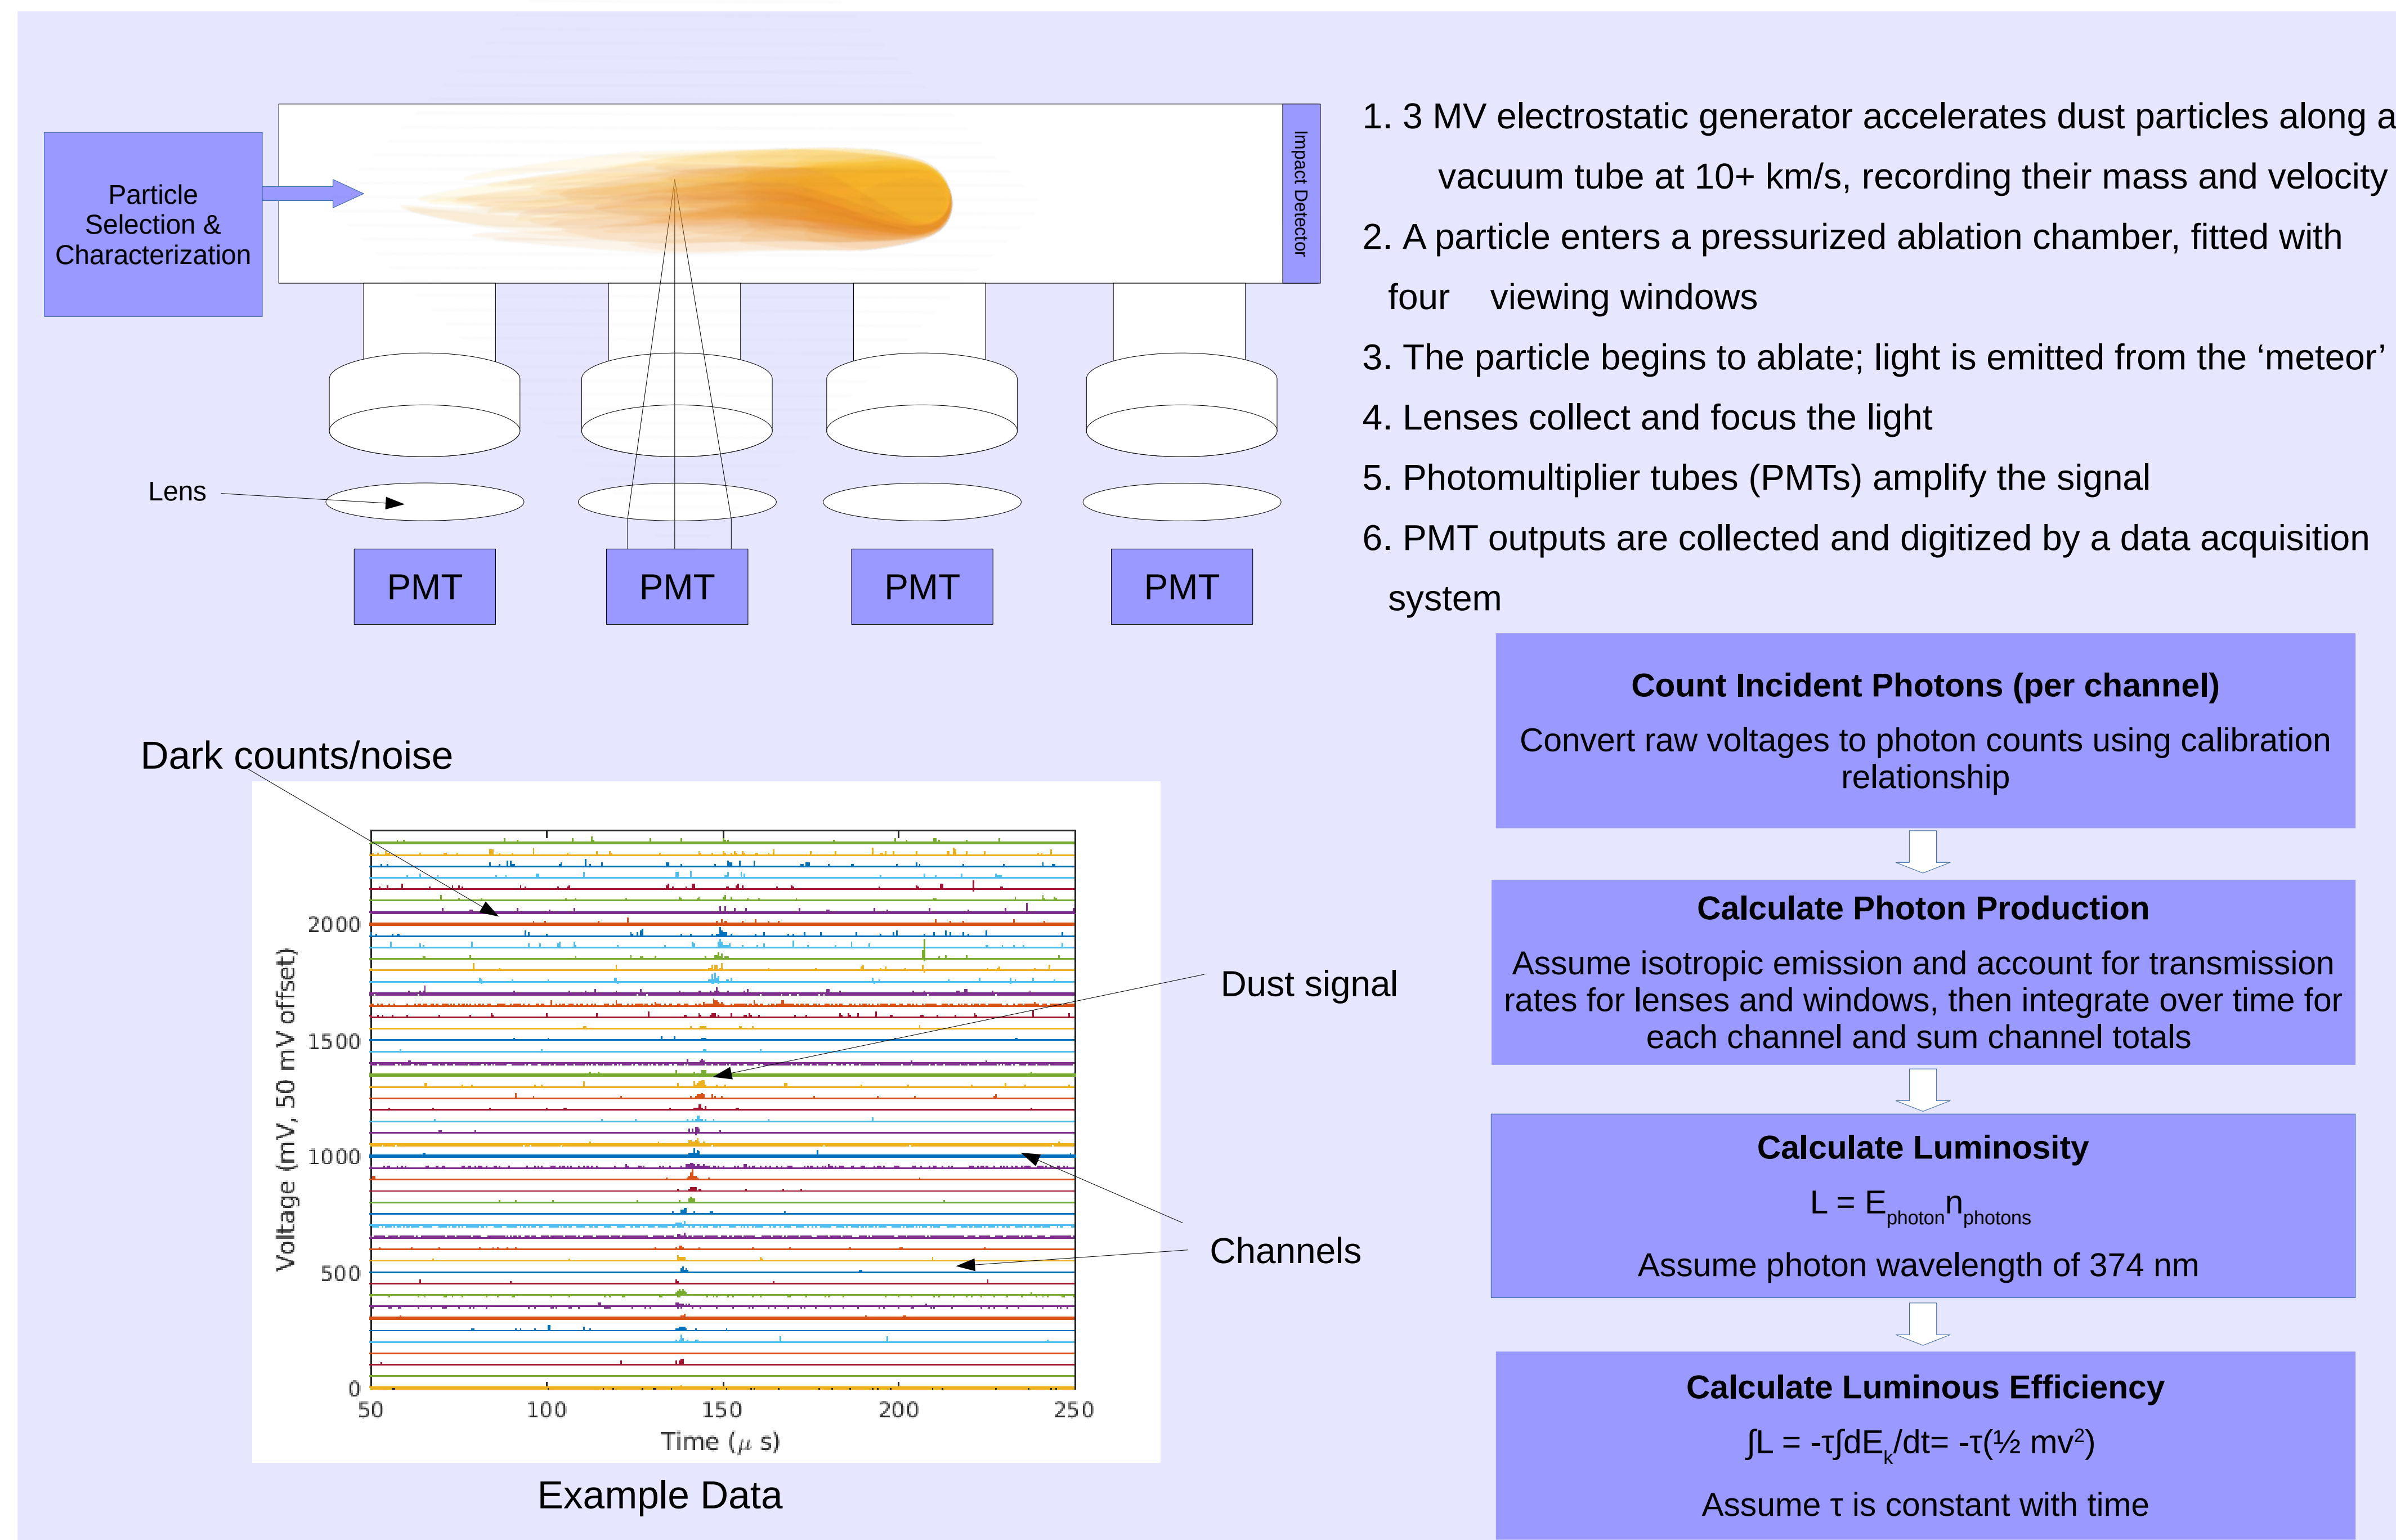 Particle
Selection &
Characterization
Impact Detector
Lens
PMT
PMT
PMT
PMT
1. 3 MV electrostatic generator accelerates dust particles along a
vacuum tube at 10+ km/s, recording their mass and velocity
2. A particle enters a pressurized ablation chamber, fitted with
four viewing windows
3. The particle begins to ablate; light is emitted from the ‘meteor’
4. Lenses collect and focus the light
5. Photomultiplier tubes (PMTs) amplify the signal
6. PMT outputs are collected and digitized by a data acquisition
system
Dark counts/noise
Dust signal
Channels
Voltage (mV, 50 mV offset)
2000
1500
1000
500
0
50 100 150 200 250
Time (μ s)
Example Data
Count Incident Photons (per channel)
Convert raw voltages to photon counts using calibration
relationship
Calculate Photon Production
Assume isotropic emission and account for transmission
rates for lenses and windows, then integrate over time for
each channel and sum channel totals
Calculate Luminosity
L = E_photon n_photons
Assume photon wavelength of 374 nm
Calculate Luminous Efficiency
∫L = -τ∫dE_k/dt= -τ(½ mv²)
Assume τ is constant with time